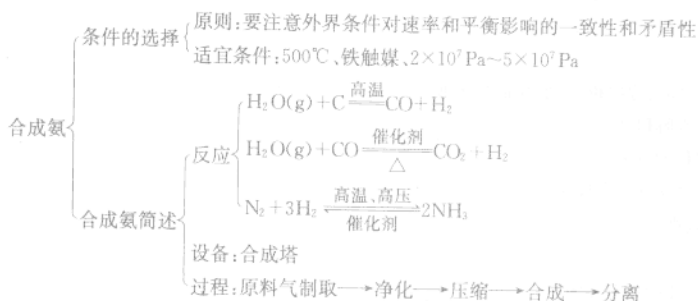 合成氨
条件的选择
原则:要注意外界条件对速率和平衡影响的一致性和矛盾性
适宜条件:500℃、铁触媒、2×10⁷Pa~5×10⁷Pa
合成氨简述
反应
H₂O(g)+C=高温=CO+H₂
H₂O(g)+CO=催化剂/△=CO₂+H₂
N₂+3H₂⇌高温、高压/催化剂 2NH₃
设备:合成塔
过程:原料气制取→净化→压缩→合成→分离